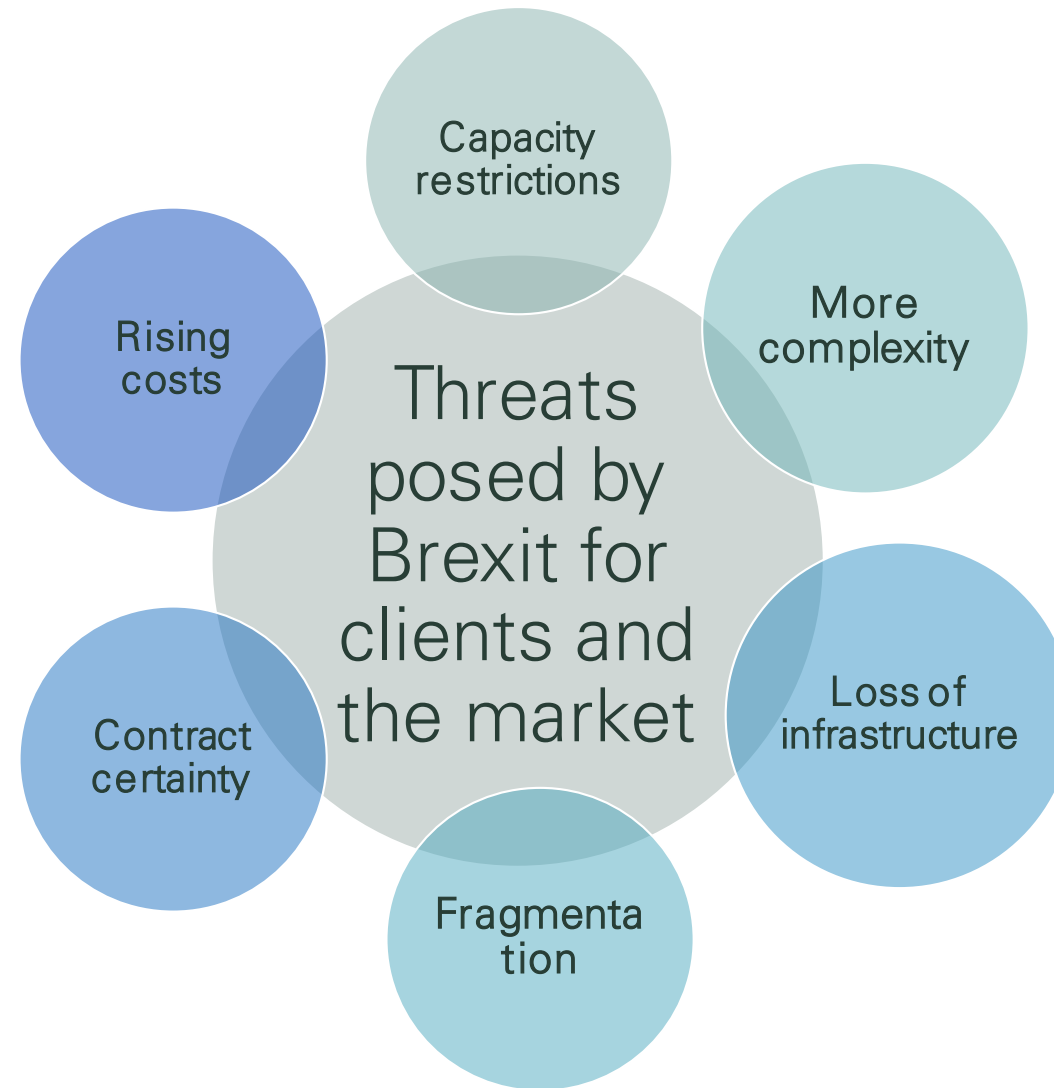 Capacity
restrictions
More
complexity
Rising
costs
Threats
posed by
Brexit for
clients and
the market
Loss of
infrastructure
Contract
certainty
Fragmenta
tion